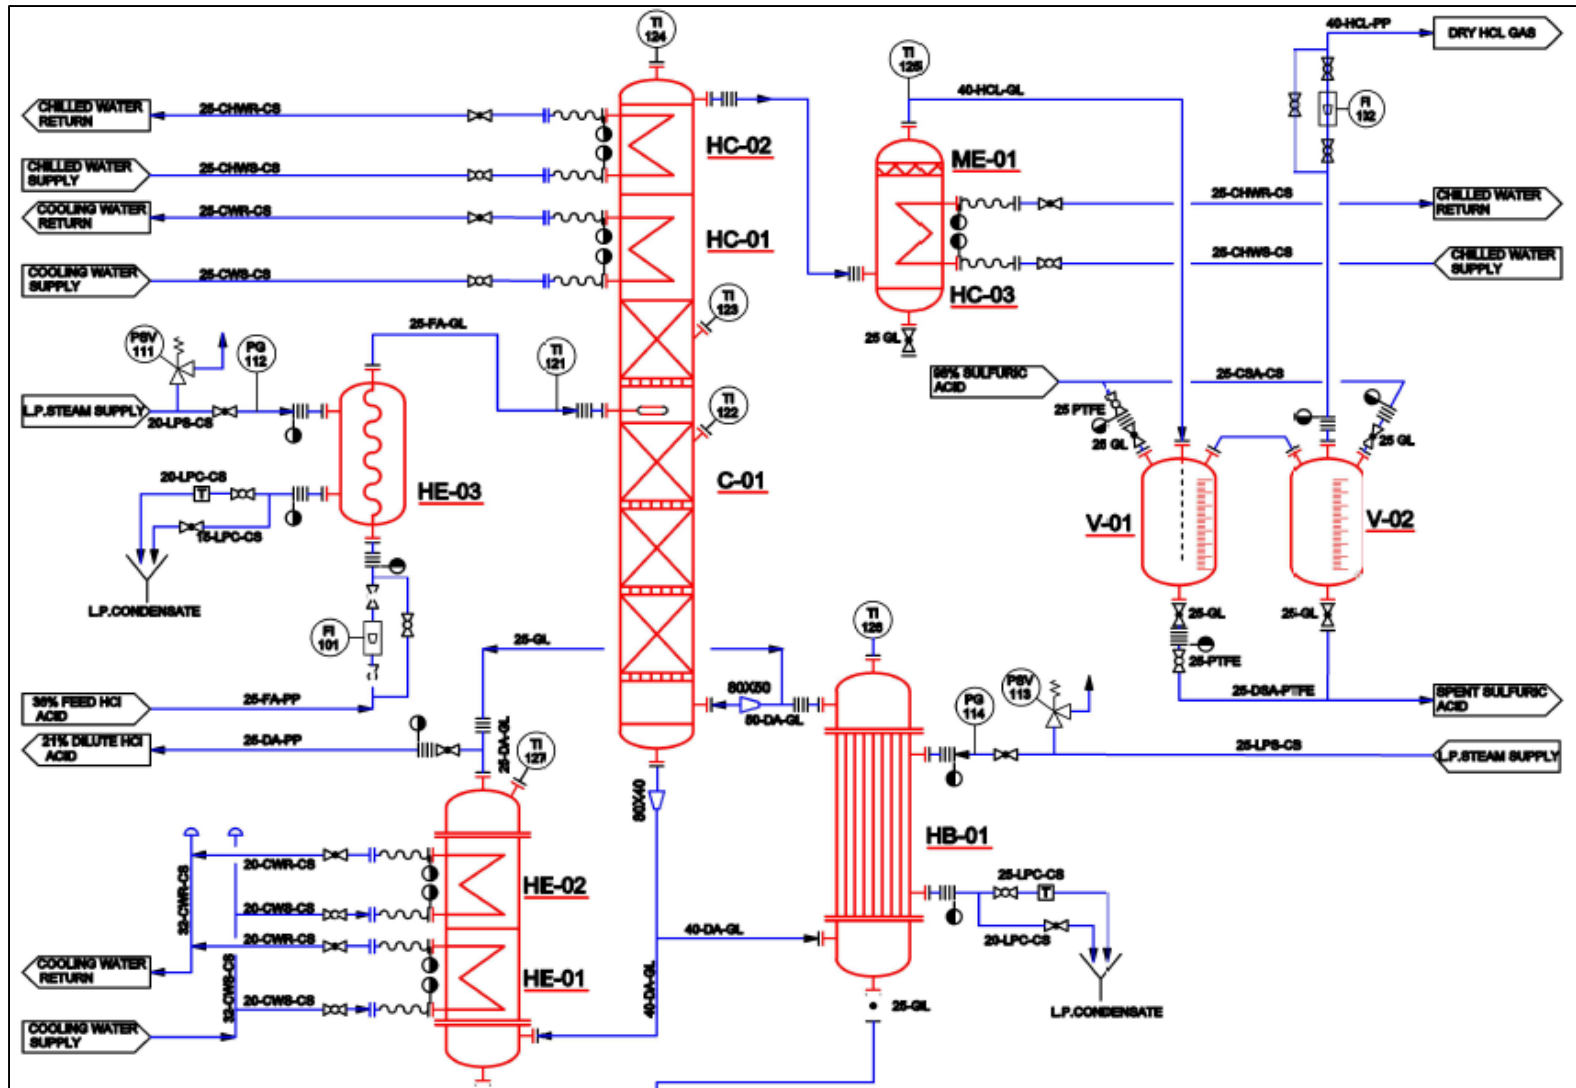 TI
124
TI
125
40-HCL-PP
DRY HCL GAS
40-HCL-GL
CHILLED WATER
RETURN
25-CHWR-CS
FI
132
HC-02
ME-01
CHILLED WATER
SUPPLY
25-CHWS-CS
COOLING WATER
RETURN
25-CWR-CS
25-CHWR-CS
CHILLED WATER
RETURN
HC-01
COOLING WATER
SUPPLY
25-CWS-CS
25-CHWS-CS
CHILLED WATER
SUPPLY
HC-03
TI
123
25-FA-GL
PSV
111
PG
112
TI
121
25 GL
98% SULFURIC
ACID
25-CSA-CS
L.P.STEAM SUPPLY
20-LPS-CS
TI
122
25 PTFE
25 GL
25 GL
20-LPC-CS
HE-03
C-01
V-01
V-02
15-LPC-CS
L.P.CONDENSATE
25-GL
25-GL
FI
101
25-GL
TI
126
25-PTFE
36% FEED HCl
ACID
25-FA-PP
80X50
50-DA-GL
PSV
113
PG
114
25-DSA-PTFE
SPENT SULFURIC
ACID
21% DILUTE HCl
ACID
25-DA-PP
25-DA-GL
TI
127
25-LPS-CS
L.P.STEAM SUPPLY
80X40
HB-01
20-CWR-CS
HE-02
25-LPC-CS
32-CWR-CS
20-CWS-CS
20-CWR-CS
40-DA-GL
20-LPC-CS
COOLING WATER
RETURN
32-CWS-CS
HE-01
40-DA-GL
20-CWS-CS
25-GL
L.P.CONDENSATE
COOLING WATER
SUPPLY
T
T